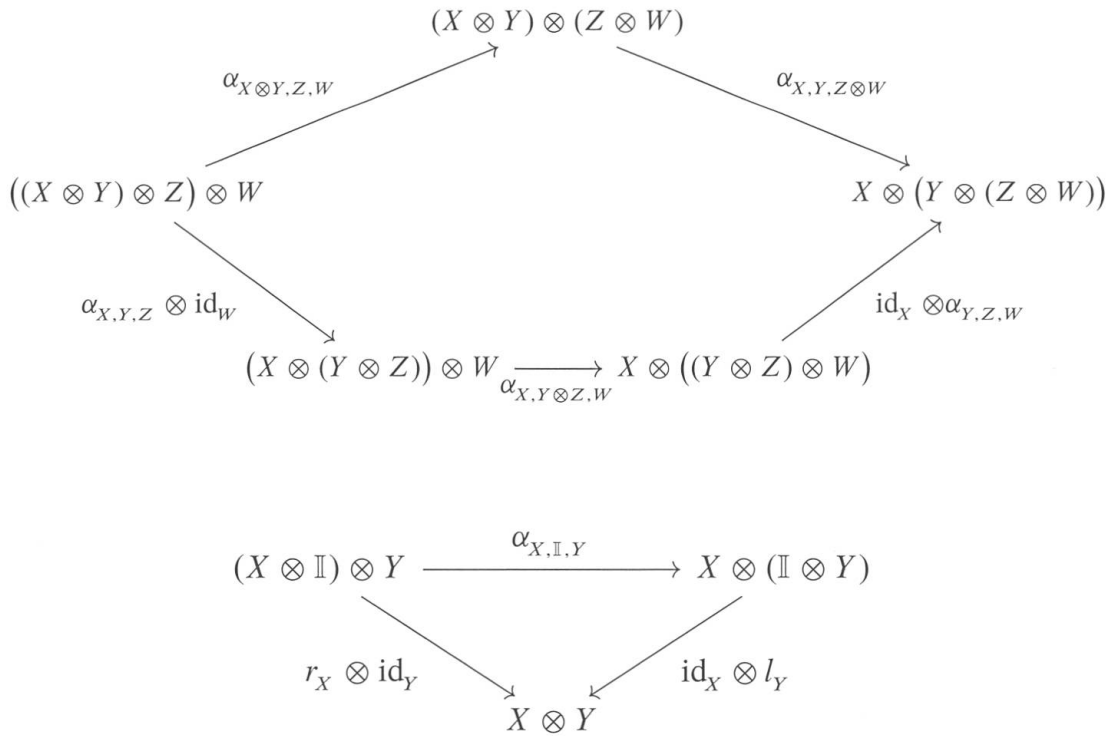 (X ⊗ Y) ⊗ (Z ⊗ W)
α_{X⊗Y,Z,W} α_{X,Y,Z⊗W}
((X ⊗ Y) ⊗ Z) ⊗ W X ⊗ (Y ⊗ (Z ⊗ W))
α_{X,Y,Z} ⊗ id_W id_X ⊗α_{Y,Z,W}
(X ⊗ (Y ⊗ Z)) ⊗ W → X ⊗ ((Y ⊗ Z) ⊗ W)
α_{X,Y⊗Z,W}
α_{X,𝕀,Y}
(X ⊗ 𝕀) ⊗ Y → X ⊗ (𝕀 ⊗ Y)
r_X ⊗ id_Y id_X ⊗ l_Y
X ⊗ Y